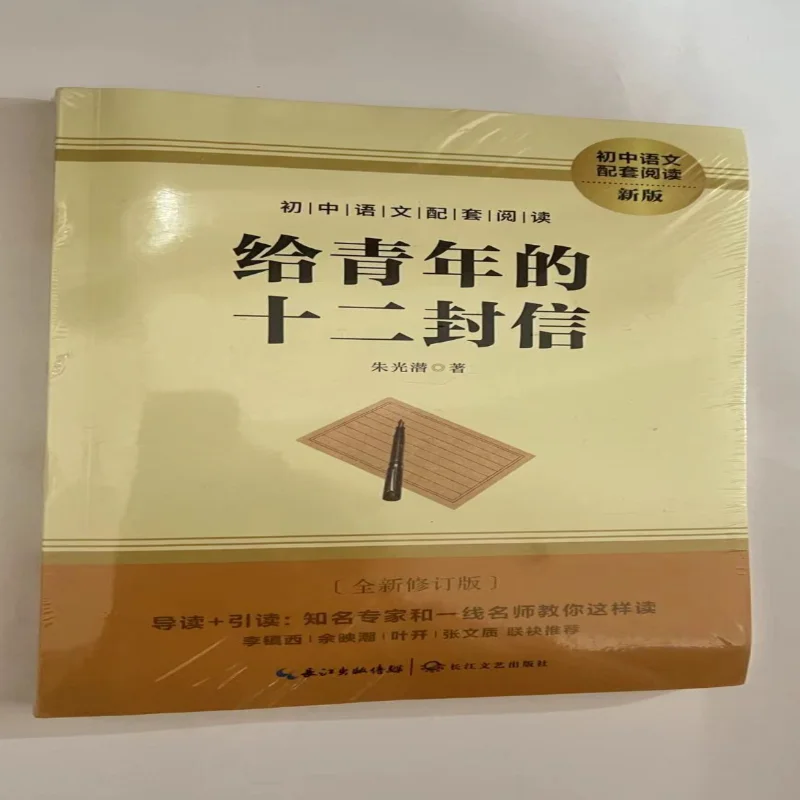 初中语文
配套阅读
新版
初|中|语|文|配|套|阅|读
给青年的
十二封信
朱光潜◎著
[全新修订版]
导读+引读：知名专家和一线名师教你这样读
李镇西|余映潮|叶开|张文质 联袂推荐
长江出版传媒 | 长江文艺出版社